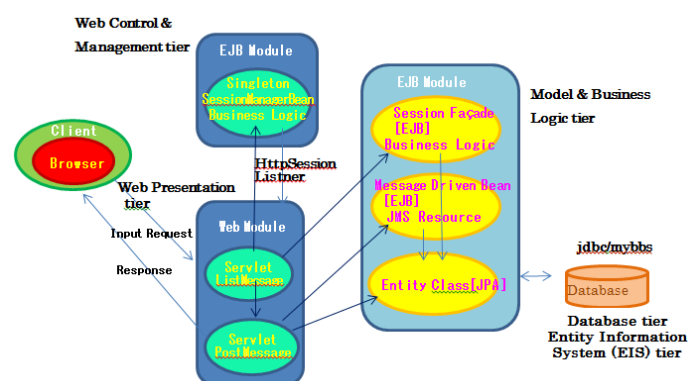 Web Control &
Management tier
EJB Module
Singleton
SessionManagerBean
Business Logic
EJB Module
Session Façade
[EJB]
Business Logic
Model & Business
Logic tier
Client
Browser
HttpSession
Listner
Web Presentation
tier
Message Driven Bean
[EJB]
JMS Resource
Input Request
Web Module
Response
Servlet
ListMessage
Entity Class[JPA]
jdbc/mybbs
Database
Servlet
PostMessage
Database tier
Entity Information
System (EIS) tier